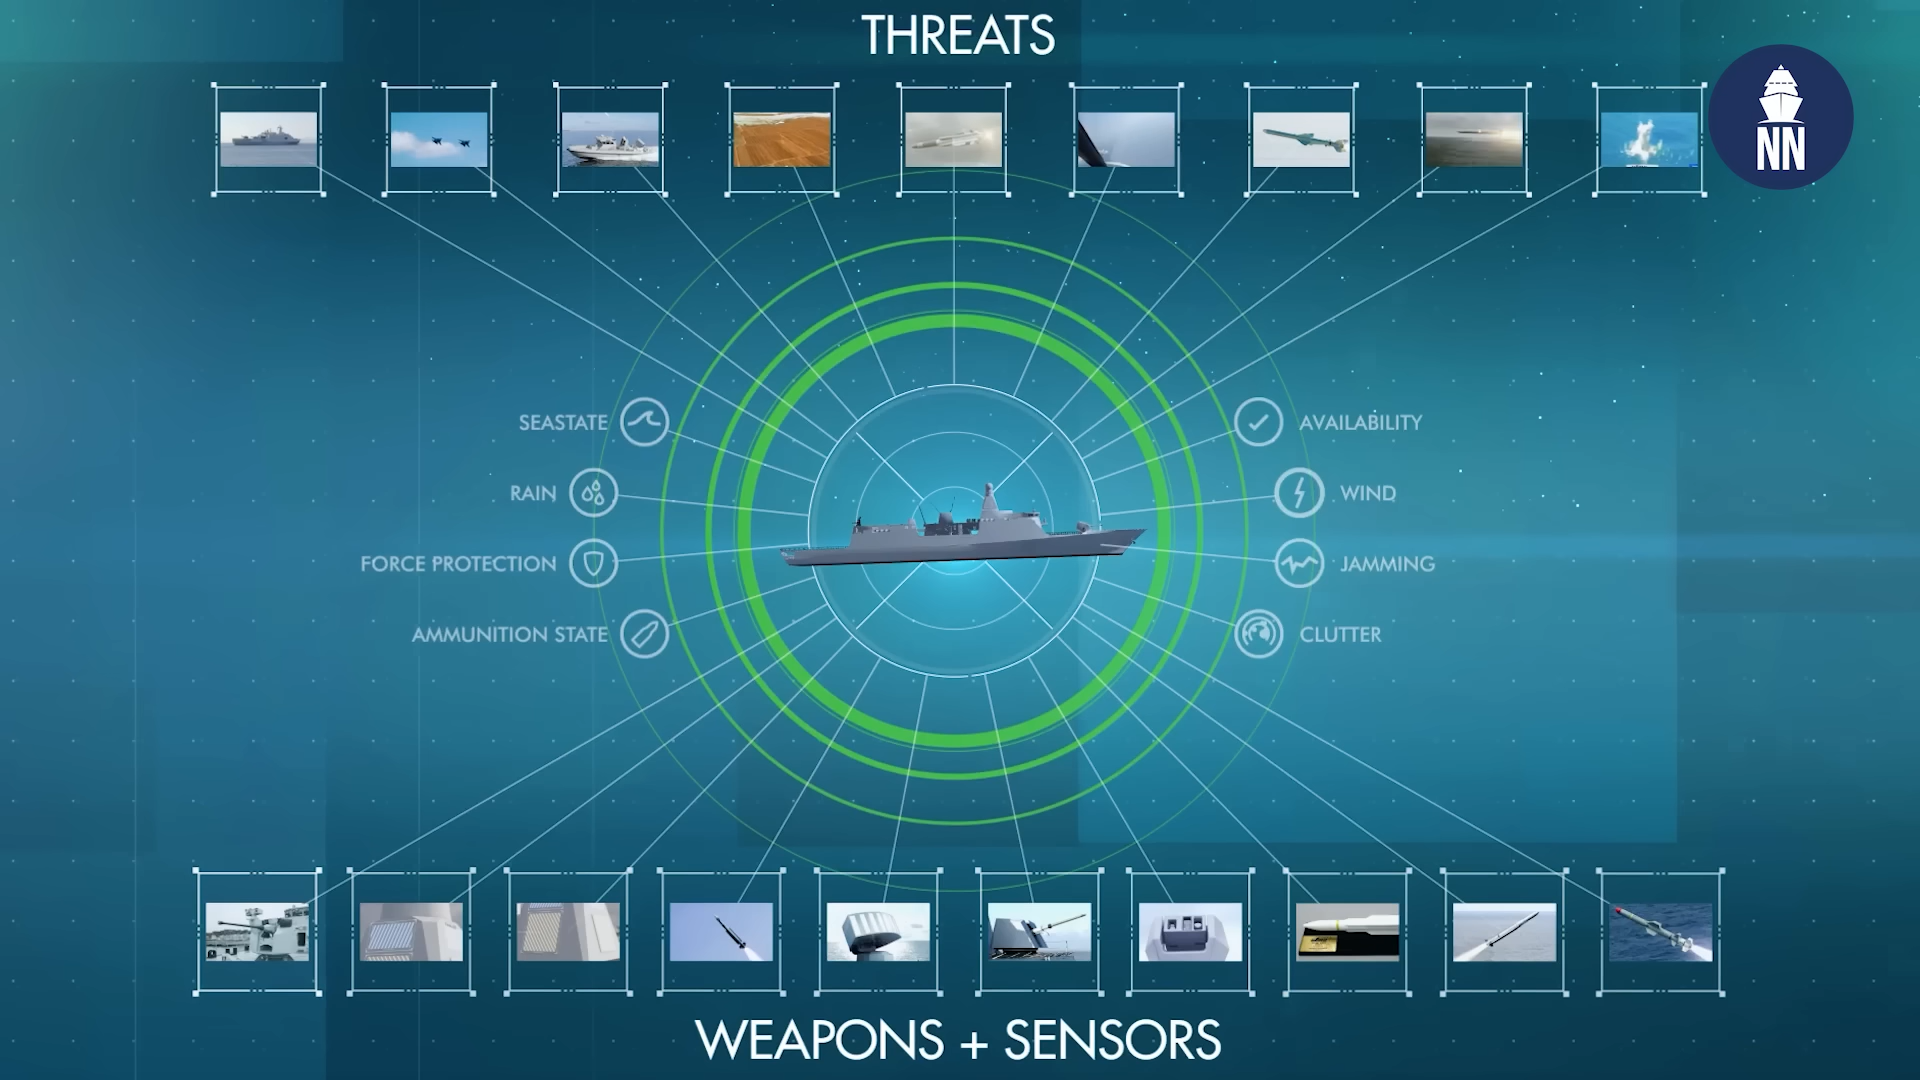 THREATS
NN
SEASTATE
AVAILABILITY
RAIN
WIND
FORCE PROTECTION
JAMMING
AMMUNITION STATE
CLUTTER
WEAPONS + SENSORS